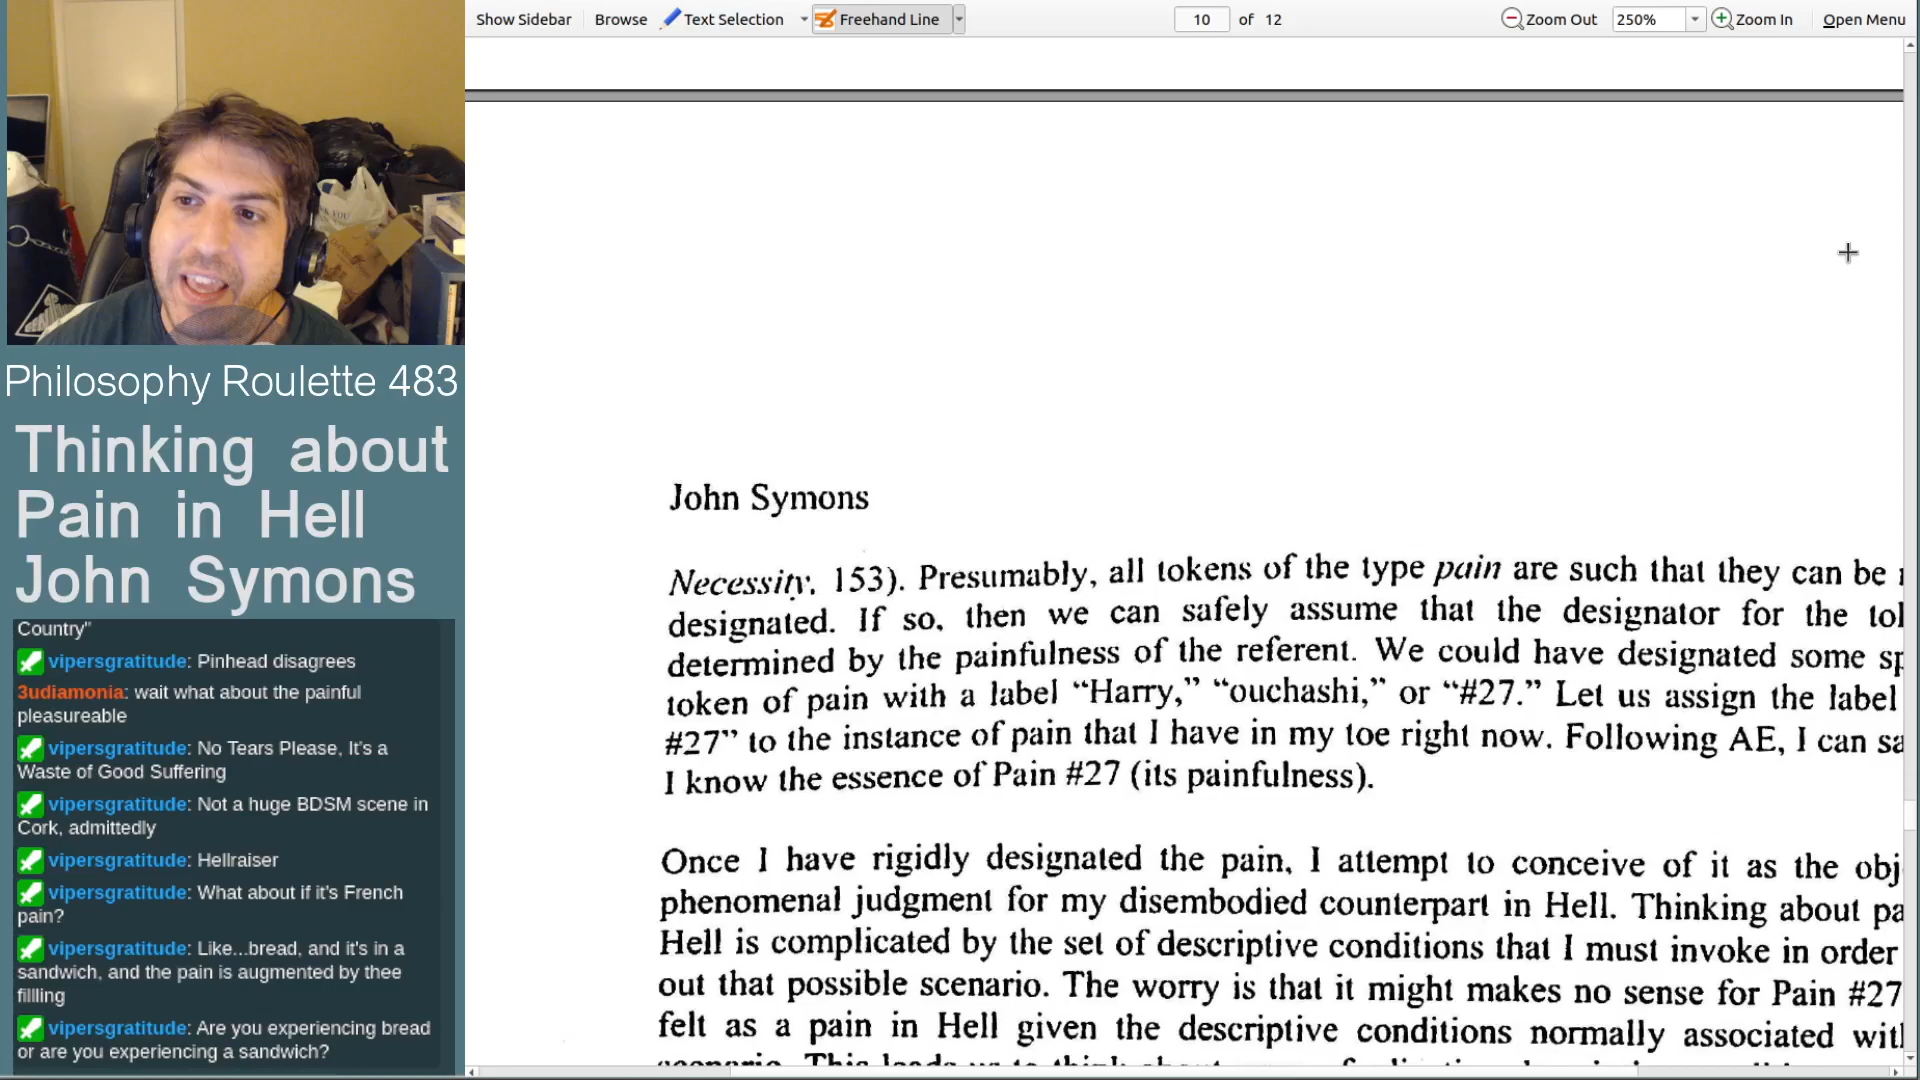 Show Sidebar Browse Text Selection Freehand Line 10 of 12 Zoom Out 250% Zoom In Open Menu
Philosophy Roulette 483
Thinking about
Pain in Hell
John Symons
Country"
vipersgratitude: Pinhead disagrees
3udiamonia: wait what about the painful
pleasureable
vipersgratitude: No Tears Please, It's a
Waste of Good Suffering
vipersgratitude: Not a huge BDSM scene in
Cork, admittedly
vipersgratitude: Hellraiser
vipersgratitude: What about if it's French
pain?
vipersgratitude: Like...bread, and it's in a
sandwich, and the pain is augmented by thee
fillling
vipersgratitude: Are you experiencing bread
or are you experiencing a sandwich?
John Symons
Necessity, 153). Presumably, all tokens of the type pain are such that they can be
designated. If so, then we can safely assume that the designator for the
determined by the painfulness of the referent. We could have designated some
token of pain with a label “Harry,” “ouchashi,” or “#27.” Let us assign the label
#27” to the instance of pain that I have in my toe right now. Following AE, I can
I know the essence of Pain #27 (its painfulness).
Once I have rigidly designated the pain, I attempt to conceive of it as the
phenomenal judgment for my disembodied counterpart in Hell. Thinking about
Hell is complicated by the set of descriptive conditions that I must invoke in order
out that possible scenario. The worry is that it might makes no sense for Pain #27
felt as a pain in Hell given the descriptive conditions normally associated